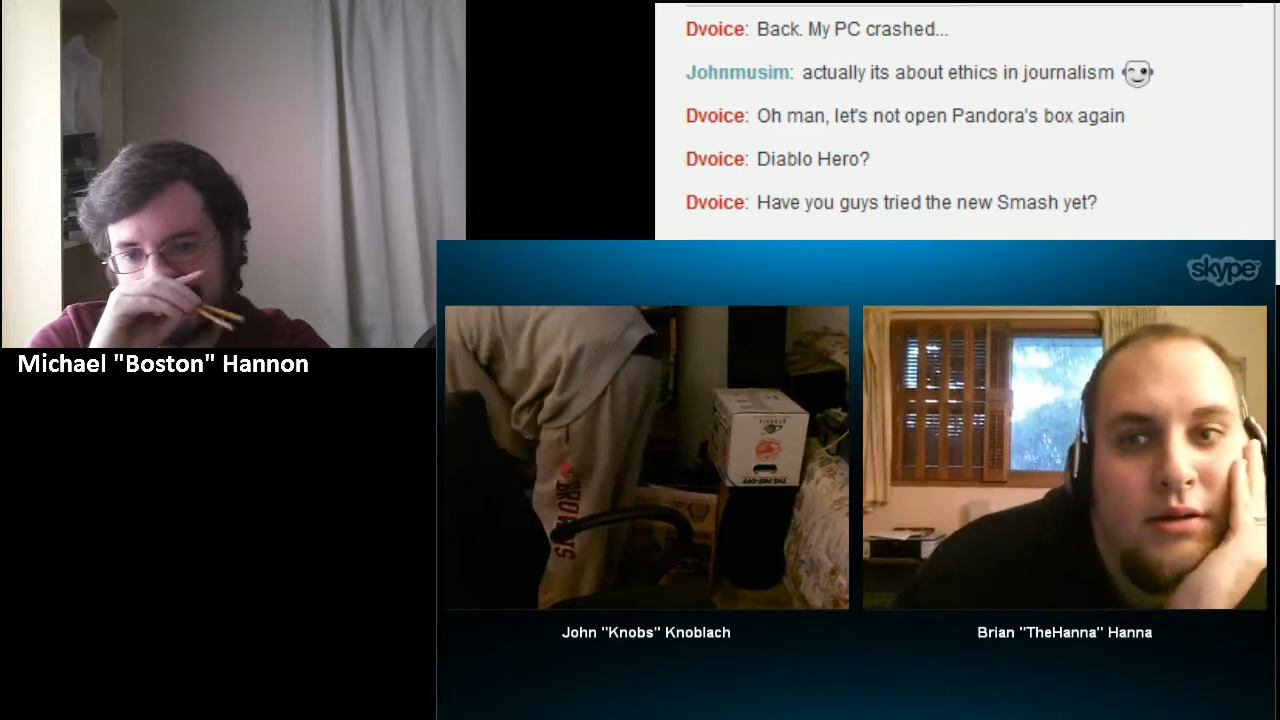 Dvoice: Back. My PC crashed...
Johnmusim: actually its about ethics in journalism
Dvoice: Oh man, let's not open Pandora's box again
Dvoice: Diablo Hero?
Dvoice: Have you guys tried the new Smash yet?
skype
Michael "Boston" Hannon
BROWNS
John "Knobs" Knoblach
Brian "TheHanna" Hanna